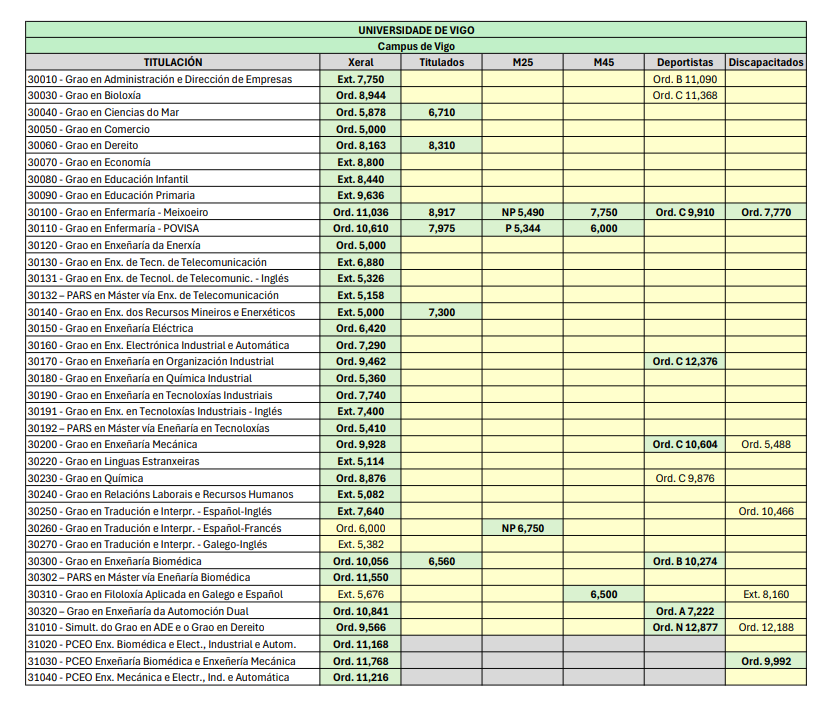 UNIVERSIDADE DE VIGO
Campus de Vigo
TITULACIÓN Xeral Titulados M25 M45 Deportistas Discapacitados
30010 - Grao en Administración e Dirección de Empresas Ext. 7,750 Ord. B 11,090
30030 - Grao en Bioloxía Ord. 8,944 Ord. C 11,368
30040 - Grao en Ciencias do Mar Ord. 5,878 6,710
30050 - Grao en Comercio Ord. 5,000
30060 - Grao en Dereito Ord. 8,163 8,310
30070 - Grao en Economía Ext. 8,800
30080 - Grao en Educación Infantil Ext. 8,440
30090 - Grao en Educación Primaria Ext. 9,636
30100 - Grao en Enfermaría - Meixoeiro Ord. 11,036 8,917 NP 5,490 7,750 Ord. C 9,910 Ord. 7,770
30110 - Grao en Enfermaría - POVISA Ord. 10,610 7,975 P 5,344 6,000
30120 - Grao en Enxeñaría da Enerxía Ord. 5,000
30130 - Grao en Enx. de Tecn. de Telecomunicación Ext. 6,880
30131 - Grao en Enx. de Tecnol. de Telecomunic. - Inglés Ext. 5,326
30132 – PARS en Máster vía Enx. de Telecomunicación Ext. 5,158
30140 - Grao en Enx. dos Recursos Mineiros e Enerxéticos Ext. 5,000 7,300
30150 - Grao en Enxeñaría Eléctrica Ord. 6,420
30160 - Grao en Enx. Electrónica Industrial e Automática Ord. 7,290
30170 - Grao en Enxeñaría en Organización Industrial Ord. 9,462 Ord. C 12,376
30180 - Grao en Enxeñaría en Química Industrial Ord. 5,360
30190 - Grao en Enxeñaría en Tecnoloxías Industriais Ord. 7,740
30191 - Grao en Enx. en Tecnoloxías Industriais - Inglés Ext. 7,400
30192 – PARS en Máster vía Eneñaría en Tecnoloxías Ord. 5,410
30200 - Grao en Enxeñaría Mecánica Ord. 9,928 Ord. C 10,604 Ord. 5,488
30220 - Grao en Linguas Estranxeiras Ext. 5,114
30230 - Grao en Química Ord. 8,876 Ord. C 9,876
30240 - Grao en Relacións Laborais e Recursos Humanos Ext. 5,082
30250 - Grao en Tradución e Interpr. - Español-Inglés Ext. 7,640 Ord. 10,466
30260 - Grao en Tradución e Interpr. - Español-Francés Ord. 6,000 NP 6,750
30270 - Grao en Tradución e Interpr. - Galego-Inglés Ext. 5,382
30300 - Grao en Enxeñaría Biomédica Ord. 10,056 6,560 Ord. B 10,274
30302 – PARS en Máster vía Eneñaría Biomédica Ord. 11,550
30310 - Grao en Filoloxía Aplicada en Galego e Español Ext. 5,676 6,500 Ext. 8,160
30320 – Grao en Enxeñaría da Automoción Dual Ord. 10,841 Ord. A 7,222
31010 - Simult. do Grao en ADE e o Grao en Dereito Ord. 9,566 Ord. N 12,877 Ord. 12,188
31020 - PCEO Enx. Biomédica e Elect., Industrial e Autom. Ord. 11,168
31030 - PCEO Enxeñaría Biomédica e Enxeñería Mecánica Ord. 11,768 Ord. 9,992
31040 - PCEO Enx. Mecánica e Electr., Ind. e Automática Ord. 11,216